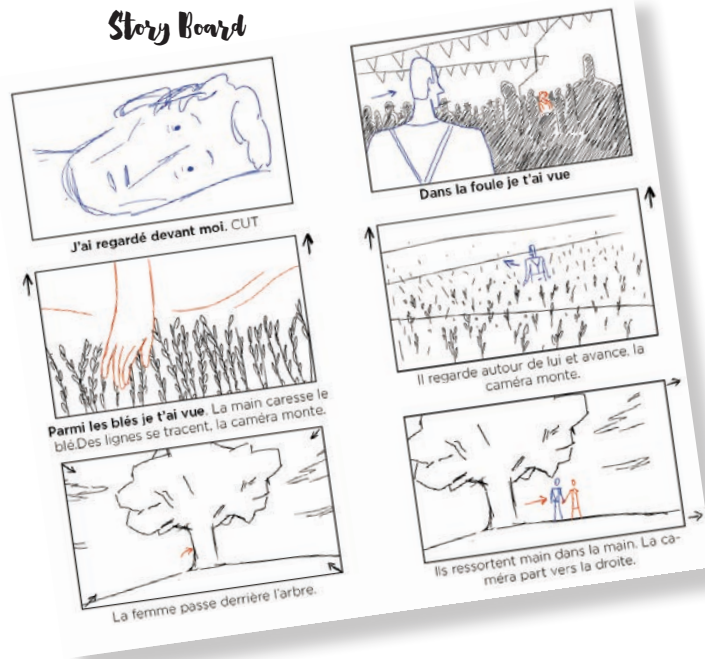 Story Board
J'ai regardé devant moi. CUT
Dans la foule je t'ai vue
Parmi les blés je t'ai vue. La main caresse le
blé.Des lignes se tracent, la caméra monte.
Il regarde autour de lui et avance, la
caméra monte.
La femme passe derrière l'arbre.
Ils ressortent main dans la main. La ca-
méra part vers la droite.